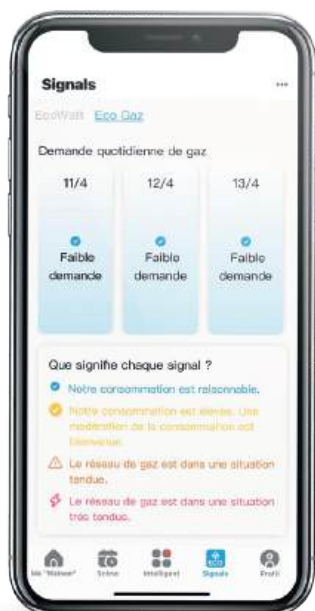 Signals
EcoWatt Eco Gaz
Demande quotidienne de gaz
11/4 12/4 13/4
Faible Faible Faible
demande demande demande
Que signifie chaque signal ?
Notre consommation est raisonnable.
Notre consommation est élevée. Une
modération de la consommation est
bienvenue.
Le réseau de gaz est dans une situation
tendue.
Le réseau de gaz est dans une situation
très tendue.
Scène Intelligent Signals Profil
ECO